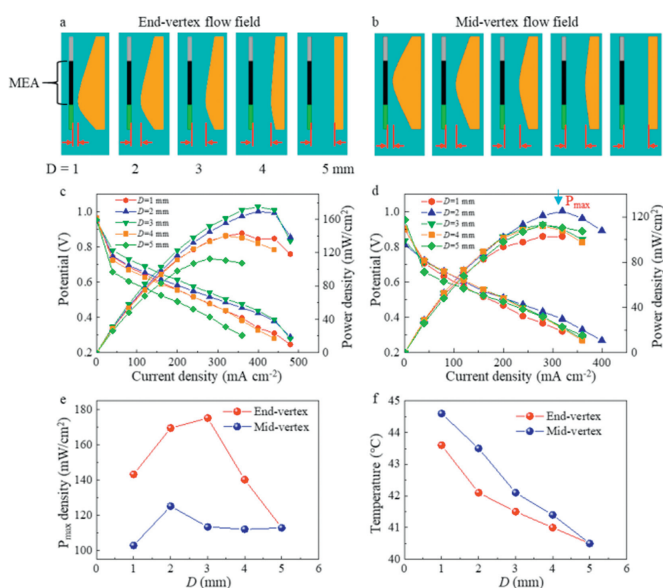 a End-vertex flow field
b Mid-vertex flow field
MEA
D = 1 2 3 4 5 mm
c
D=1 mm
D=2 mm
D=3 mm
D=4 mm
D=5 mm
Potential (V)
1.0
0.8
0.6
0.4
0.2
0 100 200 300 400 500
Current density (mA cm-2)
160
120
80
40
0
Power density (mW/cm2)
d
Pmax
D=1 mm
D=2 mm
D=3 mm
D=4 mm
D=5 mm
Potential (V)
1.0
0.8
0.6
0.4
0.2
0 100 200 300 400
Current density (mA cm-2)
120
80
40
0
Power density (mW/cm2)
e
End-vertex
Mid-vertex
Pmax density (mW/cm2)
180
160
140
120
100
0 1 2 3 4 5 6
D (mm)
f
End-vertex
Mid-vertex
Temperature (°C)
45
44
43
42
41
40
0 1 2 3 4 5 6
D (mm)